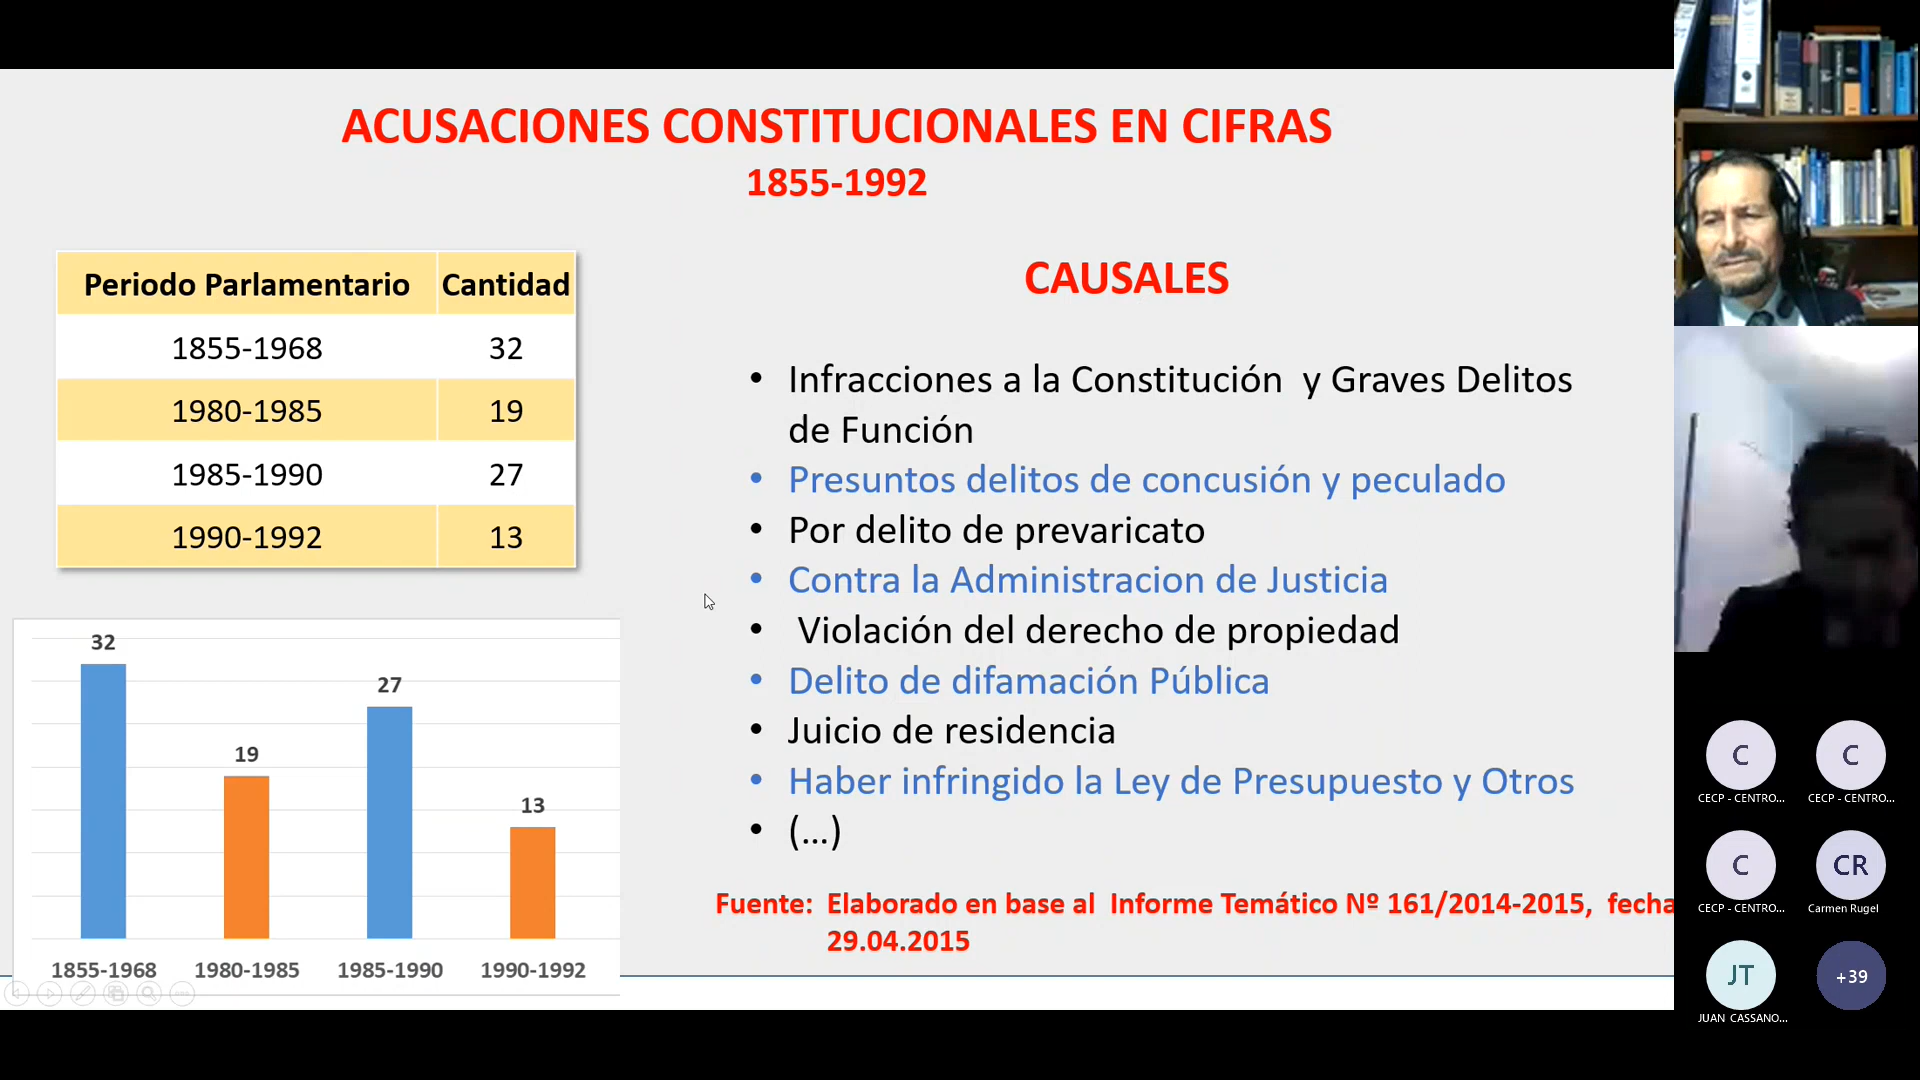 ACUSACIONES CONSTITUCIONALES EN CIFRAS
1855-1992
Periodo Parlamentario Cantidad
1855-1968 32
1980-1985 19
1985-1990 27
1990-1992 13
32
19
27
13
1855-1968 1980-1985 1985-1990 1990-1992
CAUSALES
• Infracciones a la Constitución y Graves Delitos
de Función
• Presuntos delitos de concusión y peculado
• Por delito de prevaricato
• Contra la Administracion de Justicia
• Violación del derecho de propiedad
• Delito de difamación Pública
• Juicio de residencia
• Haber infringido la Ley de Presupuesto y Otros
• (...)
Fuente: Elaborado en base al Informe Temático Nº 161/2014-2015, fecha
29.04.2015
C C
CECP - CENTRO... CECP - CENTRO...
C CR
CECP - CENTRO... Carmen Rugel
JT +39
JUAN CASSANO...